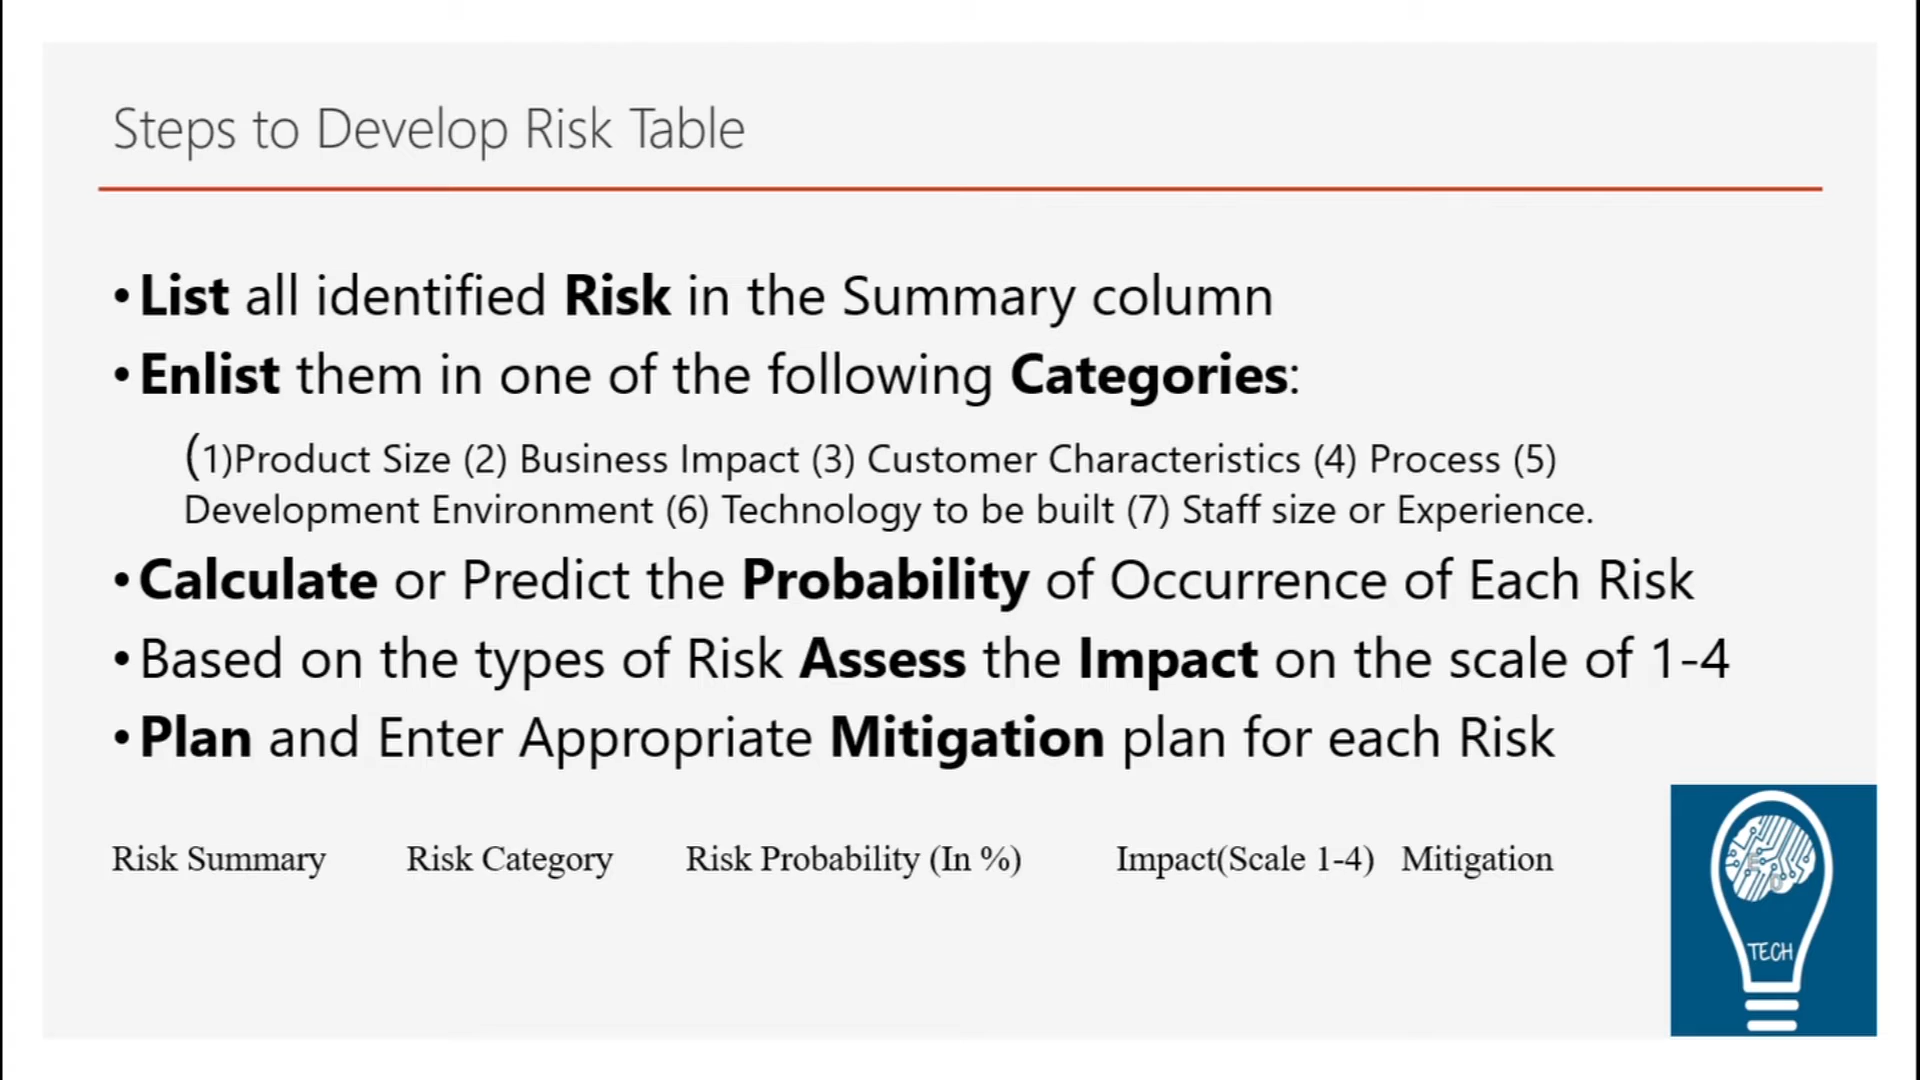 Steps to Develop Risk Table
•List all identified Risk in the Summary column
•Enlist them in one of the following Categories:
(1)Product Size (2) Business Impact (3) Customer Characteristics (4) Process (5)
Development Environment (6) Technology to be built (7) Staff size or Experience.
•Calculate or Predict the Probability of Occurrence of Each Risk
•Based on the types of Risk Assess the Impact on the scale of 1-4
•Plan and Enter Appropriate Mitigation plan for each Risk
Risk Summary Risk Category Risk Probability (In %) Impact(Scale 1-4) Mitigation
E
D
TECH